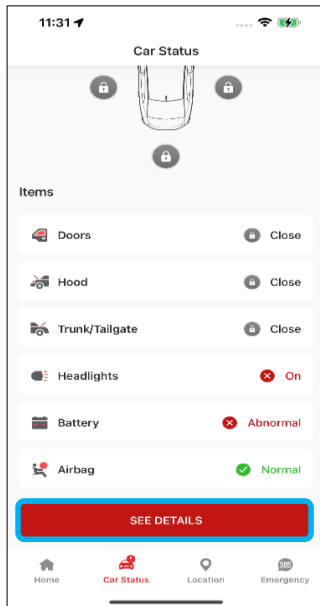 11:31
Car Status
Items
Doors Close
Hood Close
Trunk/Tailgate Close
Headlights On
Battery Abnormal
Airbag Normal
SEE DETAILS
Home Car Status Location SOS Emergency